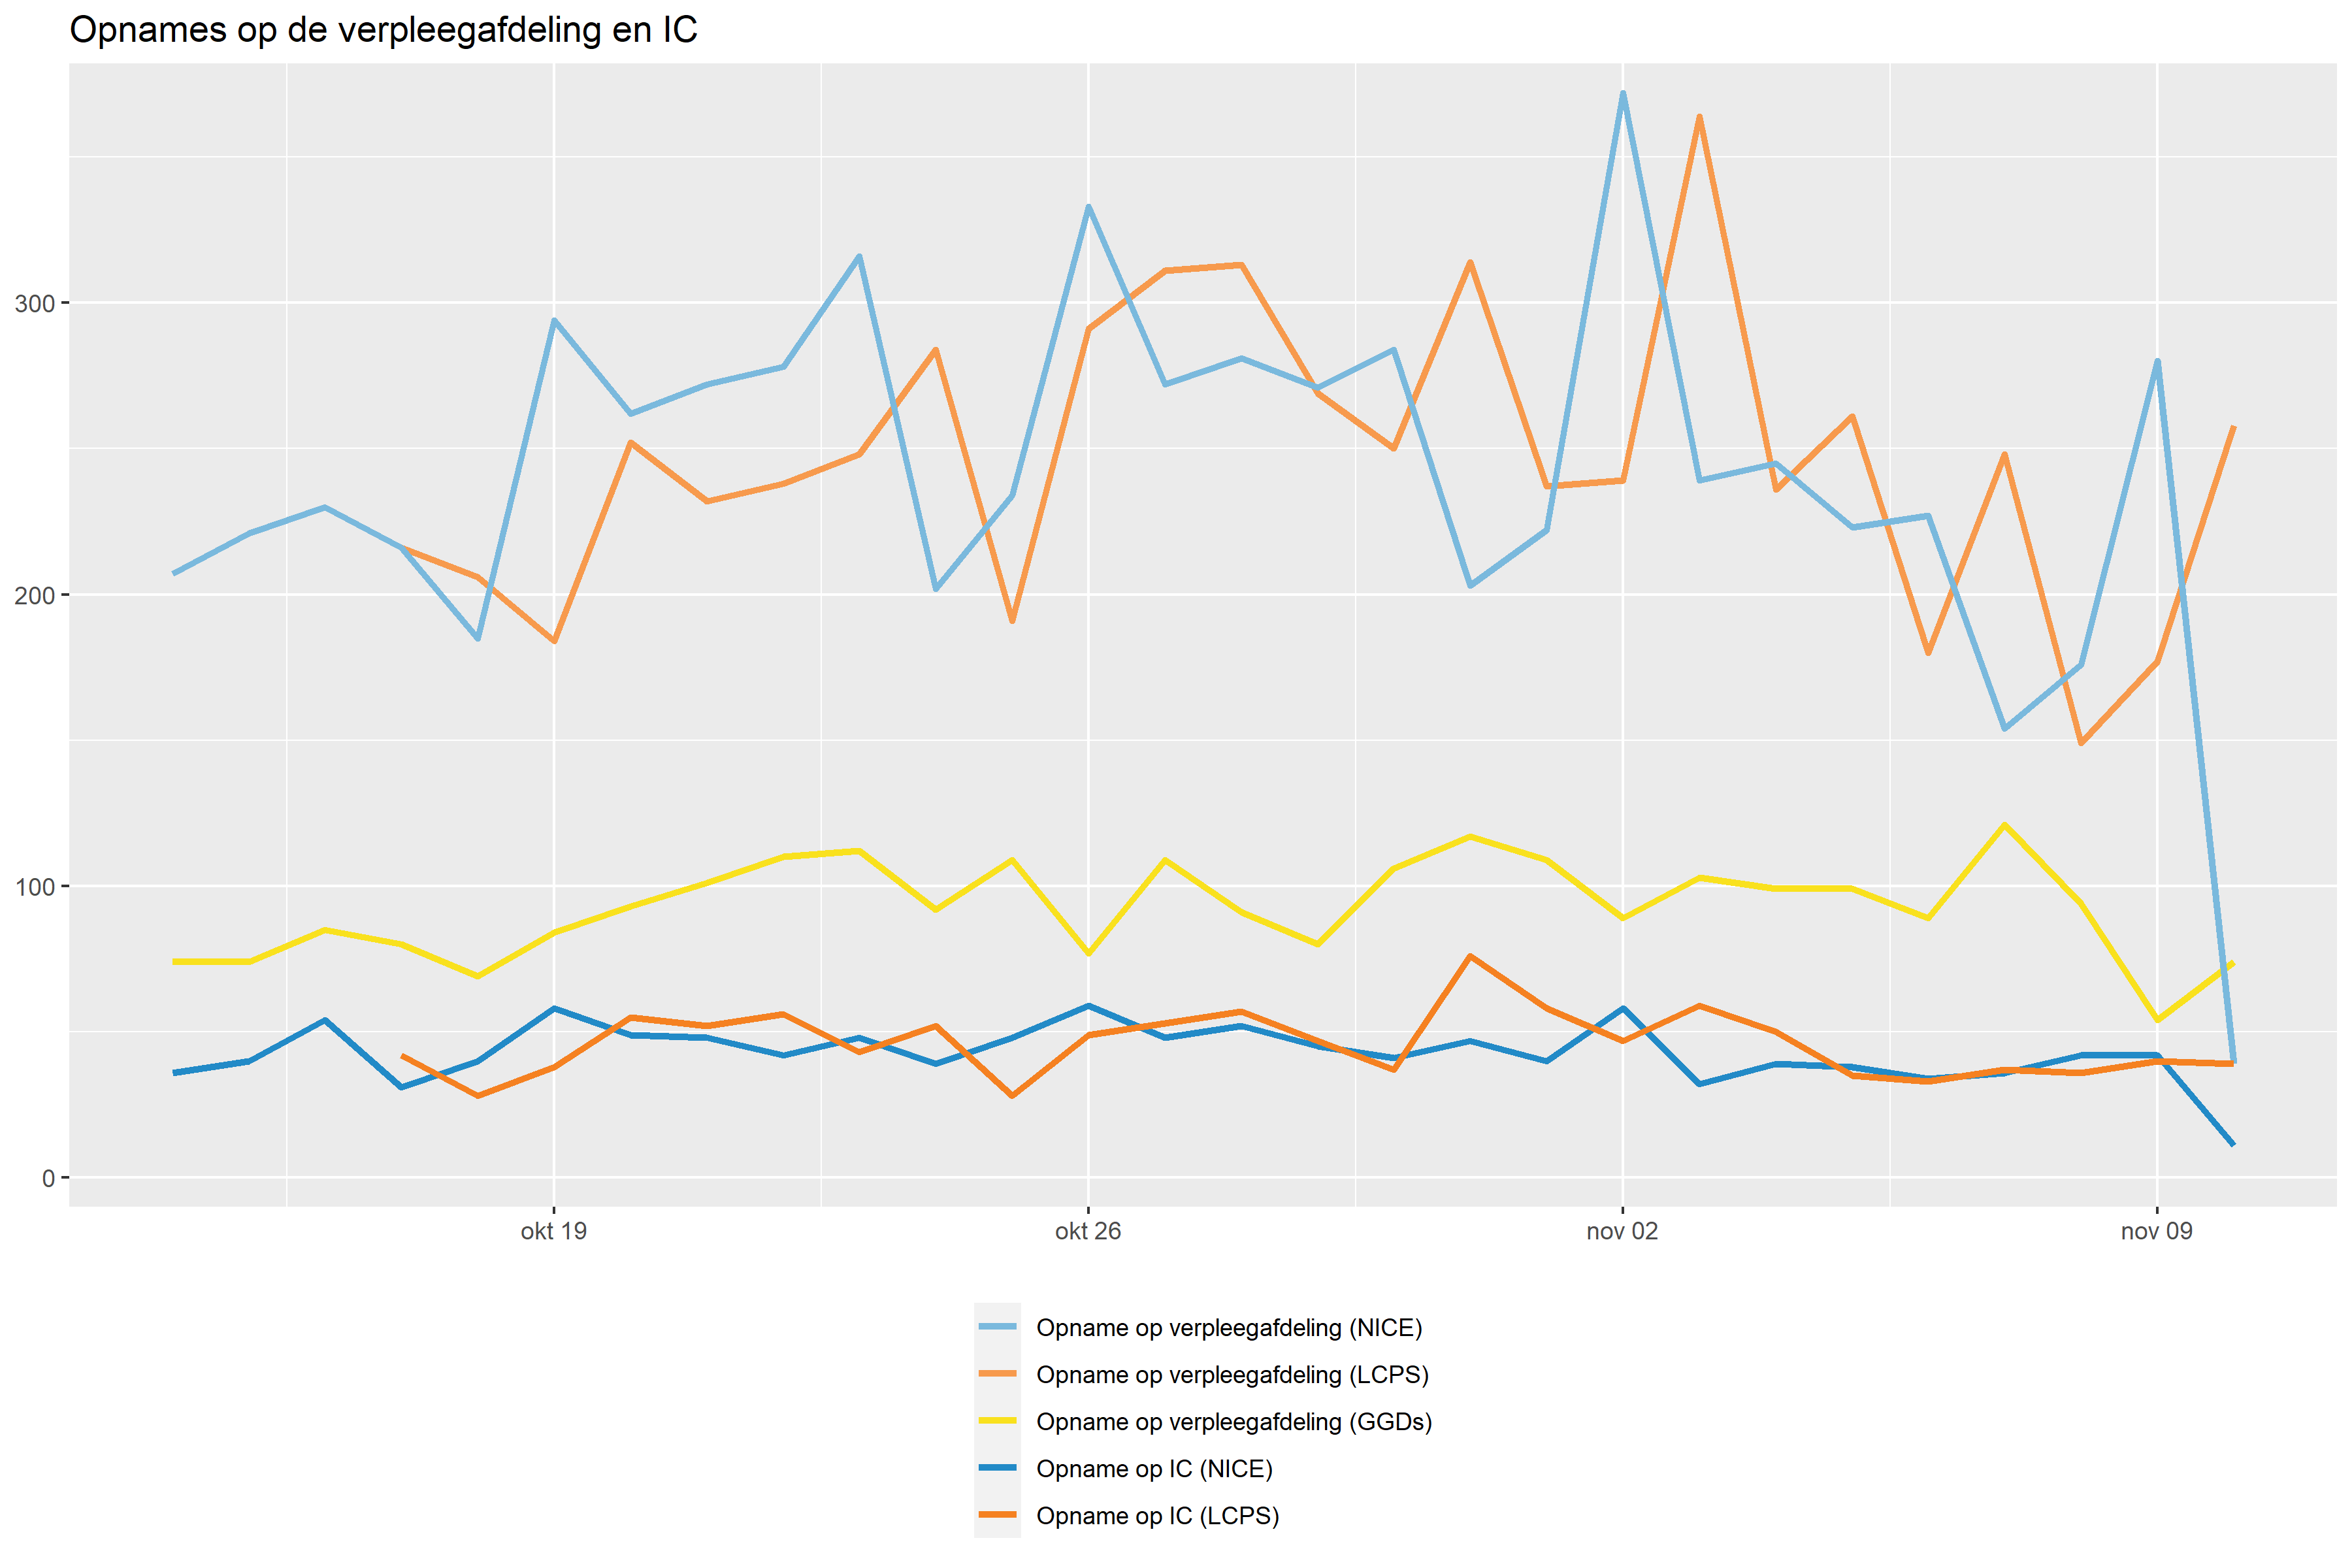 Opnames op de verpleegafdeling en IC
300
200
100
0
okt 19 okt 26 nov 02 nov 09
Opname op verpleegafdeling (NICE)
Opname op verpleegafdeling (LCPS)
Opname op verpleegafdeling (GGDs)
Opname op IC (NICE)
Opname op IC (LCPS)